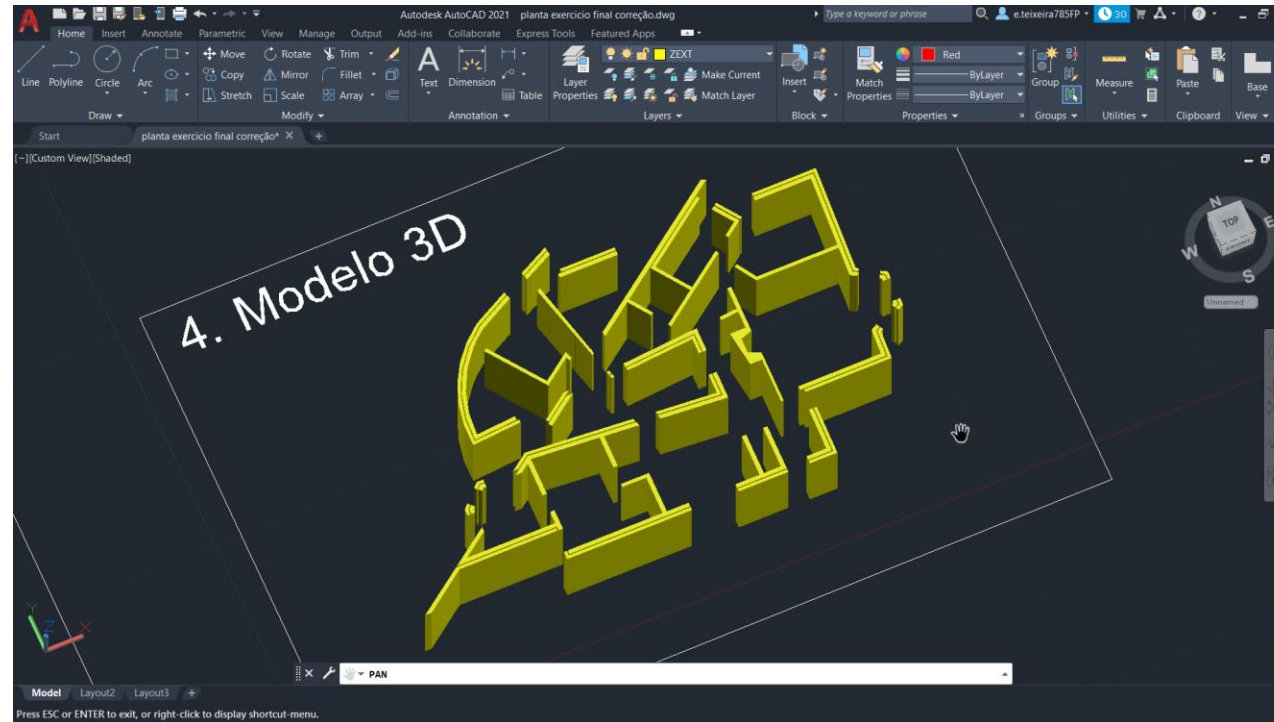 Autodesk AutoCAD 2021 planta exercicio final correção.dwg
Type a keyword or phrase
e.teixeira785FP
30
Home Insert Annotate Parametric View Manage Output Add-ins Collaborate Express Tools Featured Apps
Line Polyline Circle Arc
Move Rotate Trim
Copy Mirror Fillet
Stretch Scale Array
Text Dimension Table
Layer Properties
ZEXT
Make Current
Match Layer
Insert
Match Properties
Red
ByLayer
ByLayer
Group
Measure
Paste
Base
Draw Modify Annotation Layers Block Properties Groups Utilities Clipboard View
Start planta exercicio final correção*
[−][Custom View][Shaded]
N
TOP
E
W
S
Unnamed
4. Modelo 3D
Y
Z X
PAN
Model Layout2 Layout3 +
Press ESC or ENTER to exit, or right-click to display shortcut-menu.